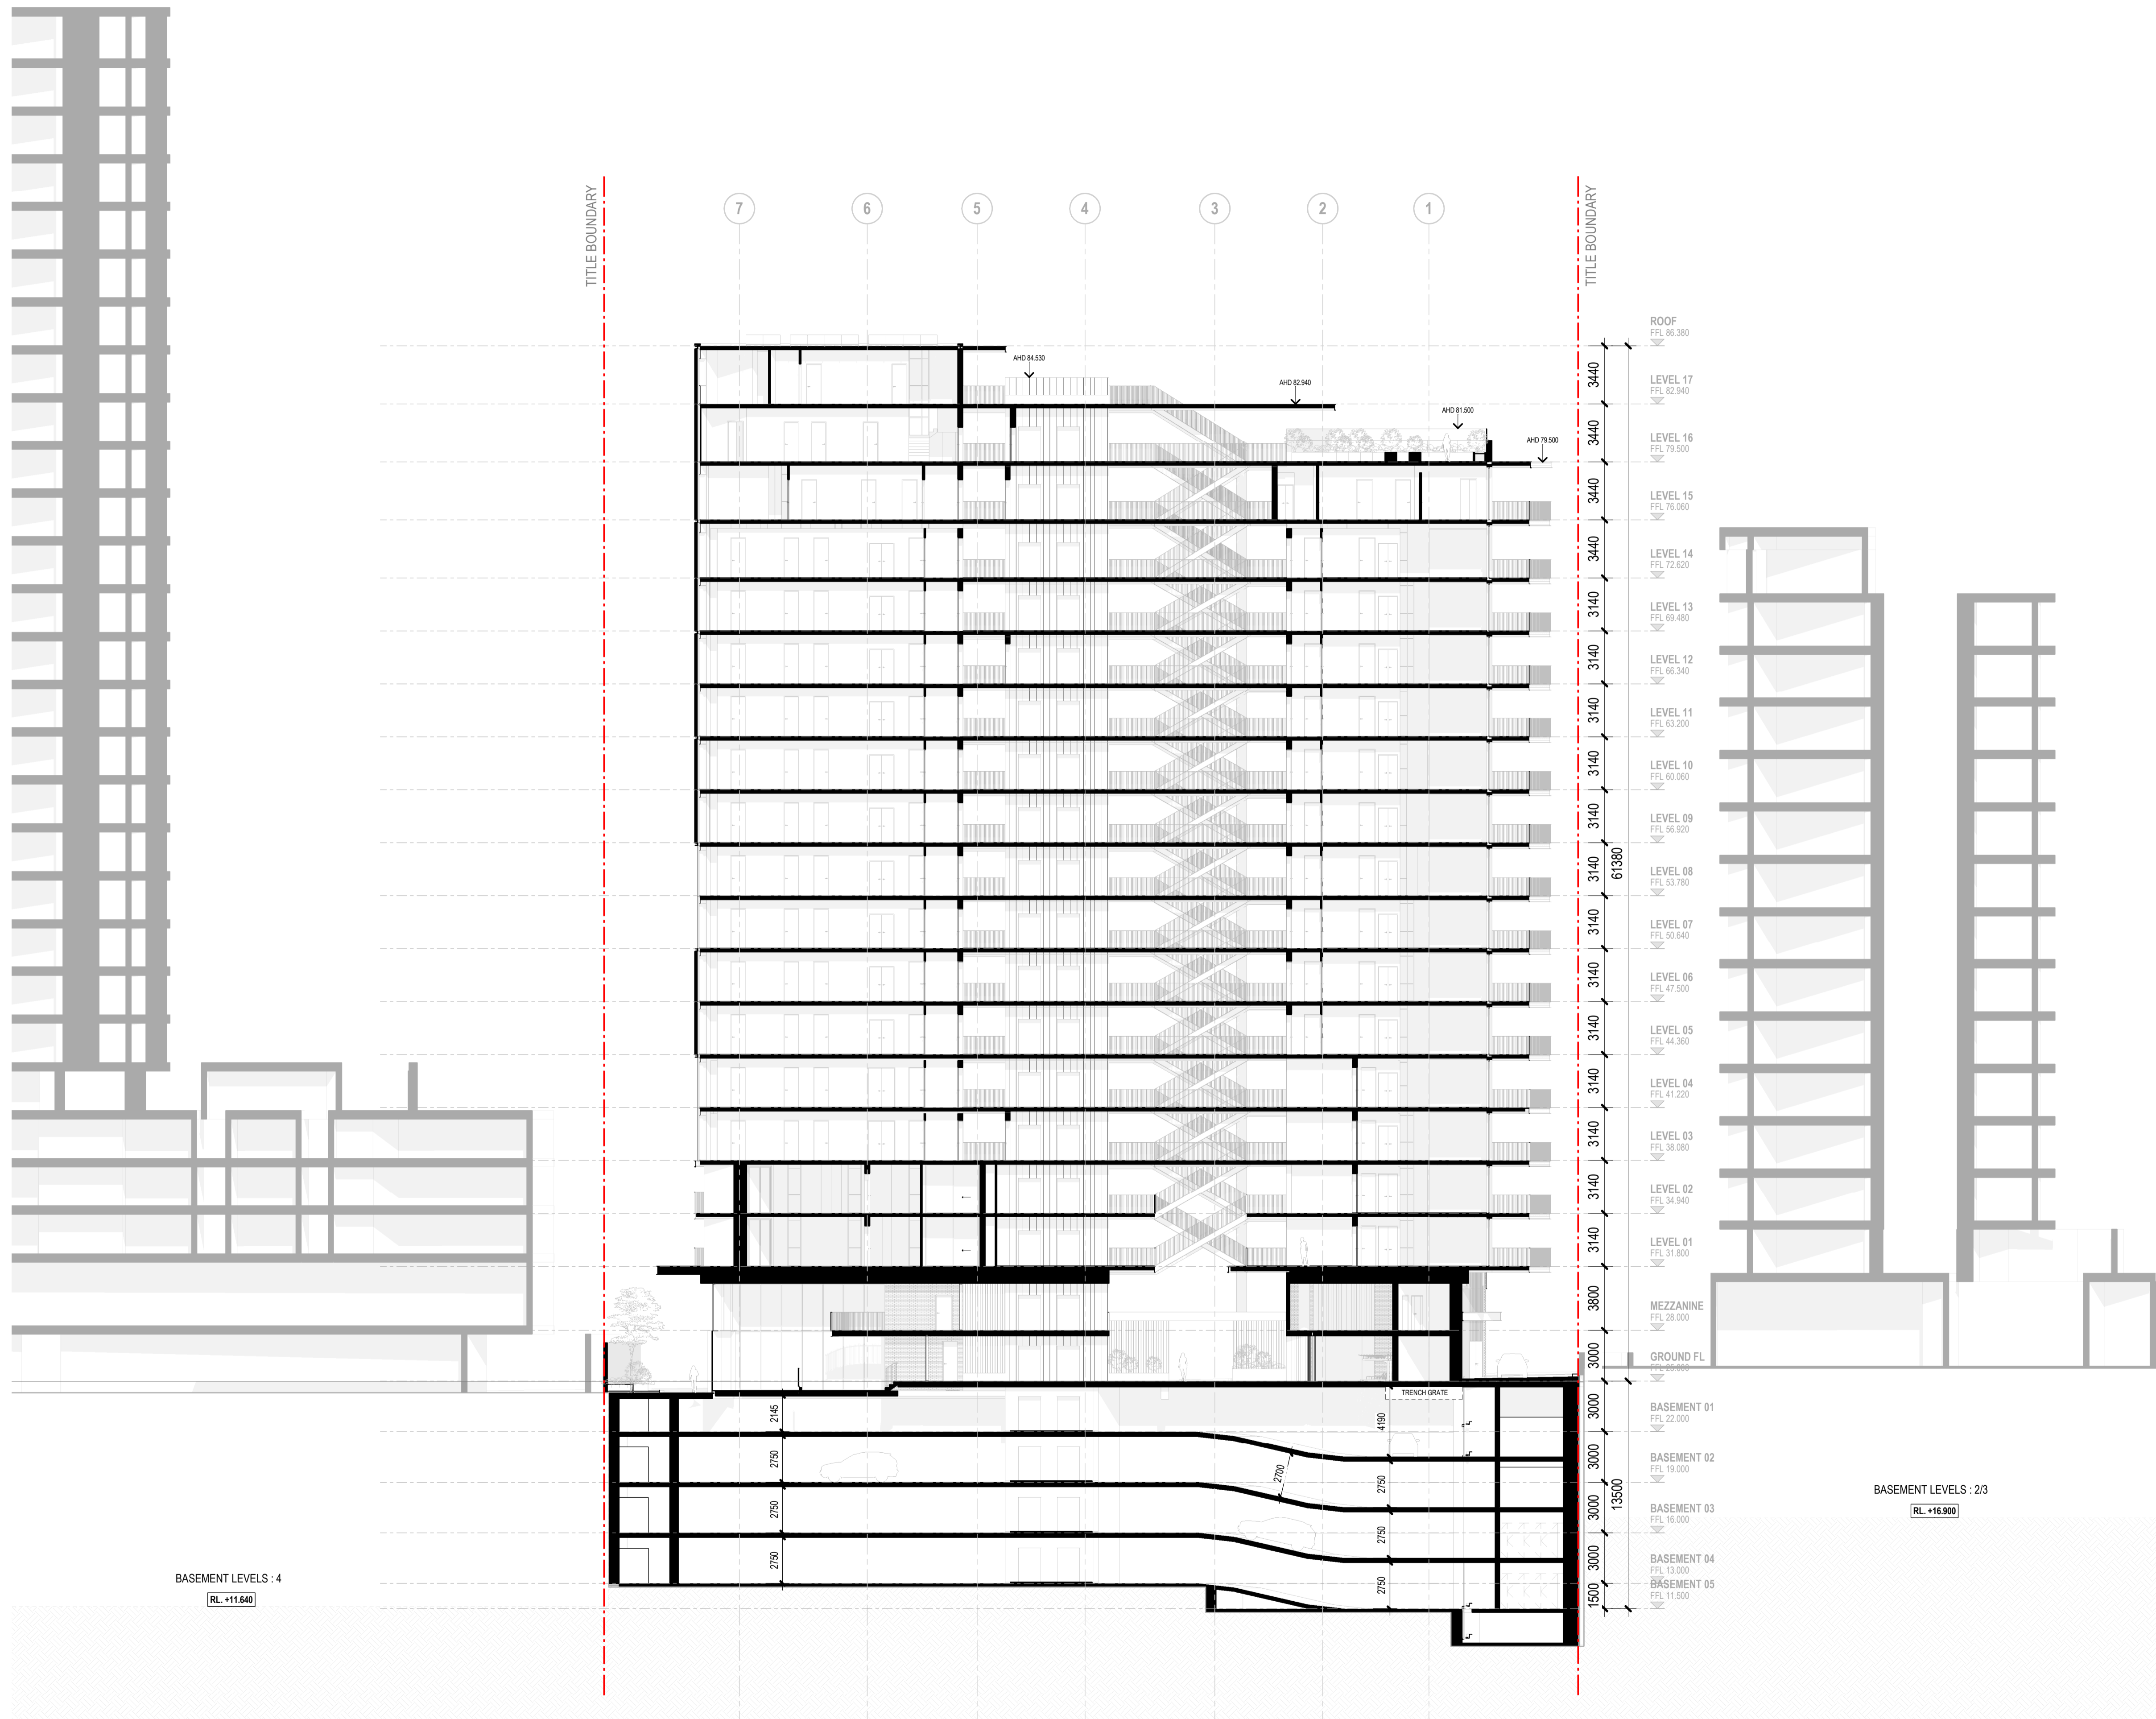 TITLE BOUNDARY
TITLE BOUNDARY
7
6
5
4
3
2
1
AHD 84.530
AHD 82.940
AHD 81.500
AHD 79.500
ROOF
FFL 86.380
LEVEL 17
FFL 82.940
LEVEL 16
FFL 79.500
LEVEL 15
FFL 76.060
LEVEL 14
FFL 72.620
LEVEL 13
FFL 69.480
LEVEL 12
FFL 66.340
LEVEL 11
FFL 63.200
LEVEL 10
FFL 60.060
LEVEL 09
FFL 56.920
LEVEL 08
FFL 53.780
LEVEL 07
FFL 50.640
LEVEL 06
FFL 47.500
LEVEL 05
FFL 44.360
LEVEL 04
FFL 41.220
LEVEL 03
FFL 38.080
LEVEL 02
FFL 34.940
LEVEL 01
FFL 31.800
MEZZANINE
FFL 28.000
GROUND FL
FFL 25.000
BASEMENT 01
FFL 22.000
BASEMENT 02
FFL 19.000
BASEMENT 03
FFL 16.000
BASEMENT 04
FFL 13.000
BASEMENT 05
FFL 11.500
3440
3440
3440
3440
3140
3140
3140
3140
3140
3140
3140
3140
3140
3140
3140
3140
3140
3800
3000
3000
3000
3000
3000
1500
61380
13500
TRENCH GRATE
2145
2750
2750
2750
2700
4190
2750
2750
2750
BASEMENT LEVELS : 4
RL. +11.640
BASEMENT LEVELS : 2/3
RL. +16.900